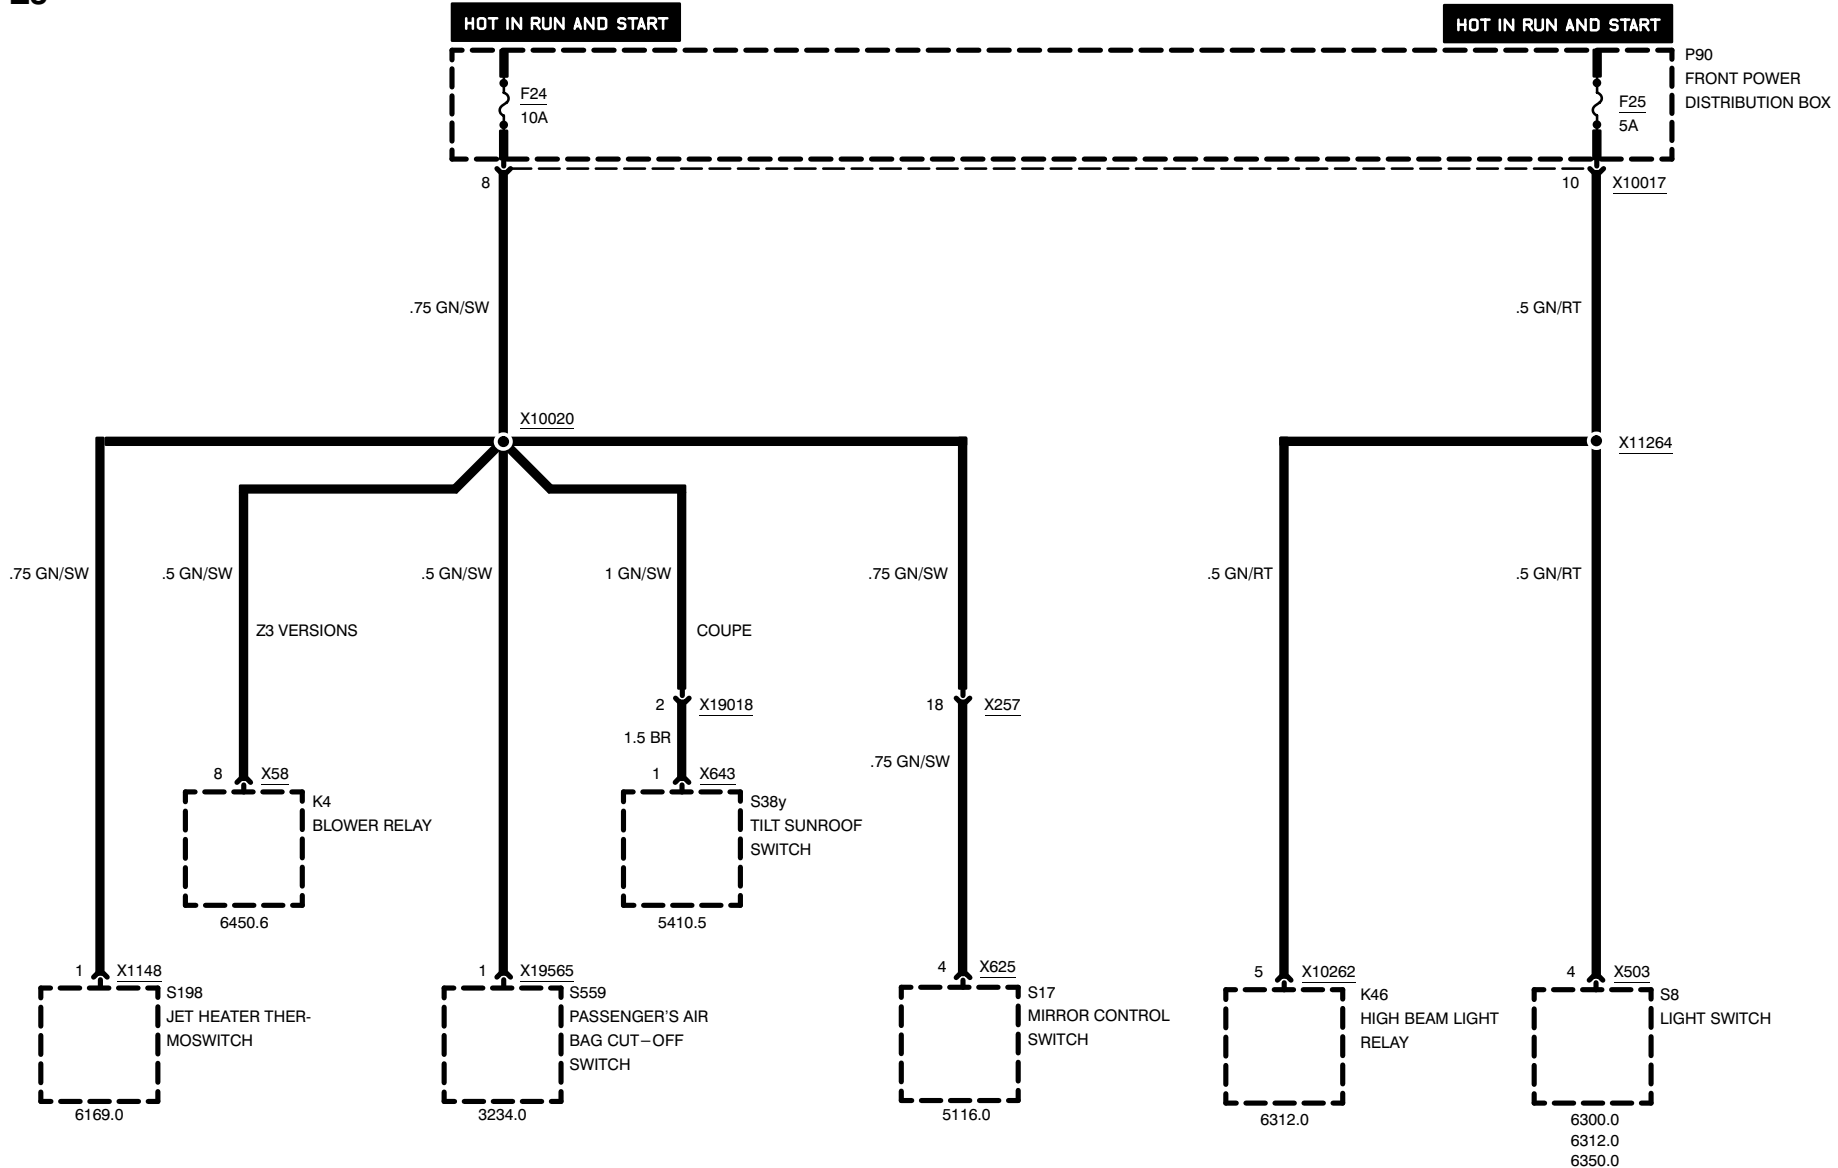 HOT IN RUN AND START
HOT IN RUN AND START
P90
FRONT POWER
DISTRIBUTION BOX
F24
10A
F25
5A
8
10
X10017
.75 GN/SW
.5 GN/RT
X10020
X11264
.75 GN/SW
.5 GN/SW
.5 GN/SW
1 GN/SW
.75 GN/SW
.5 GN/RT
.5 GN/RT
Z3 VERSIONS
COUPE
2
X19018
18
X257
1.5 BR
.75 GN/SW
8
X58
1
X643
K4
BLOWER RELAY
S38y
TILT SUNROOF
SWITCH
6450.6
5410.5
1
X1148
1
X19565
4
X625
5
X10262
4
X503
S198
JET HEATER THER-
MOSWITCH
S559
PASSENGER'S AIR
BAG CUT–OFF
SWITCH
S17
MIRROR CONTROL
SWITCH
K46
HIGH BEAM LIGHT
RELAY
S8
LIGHT SWITCH
6169.0
3234.0
5116.0
6312.0
6300.0
6312.0
6350.0